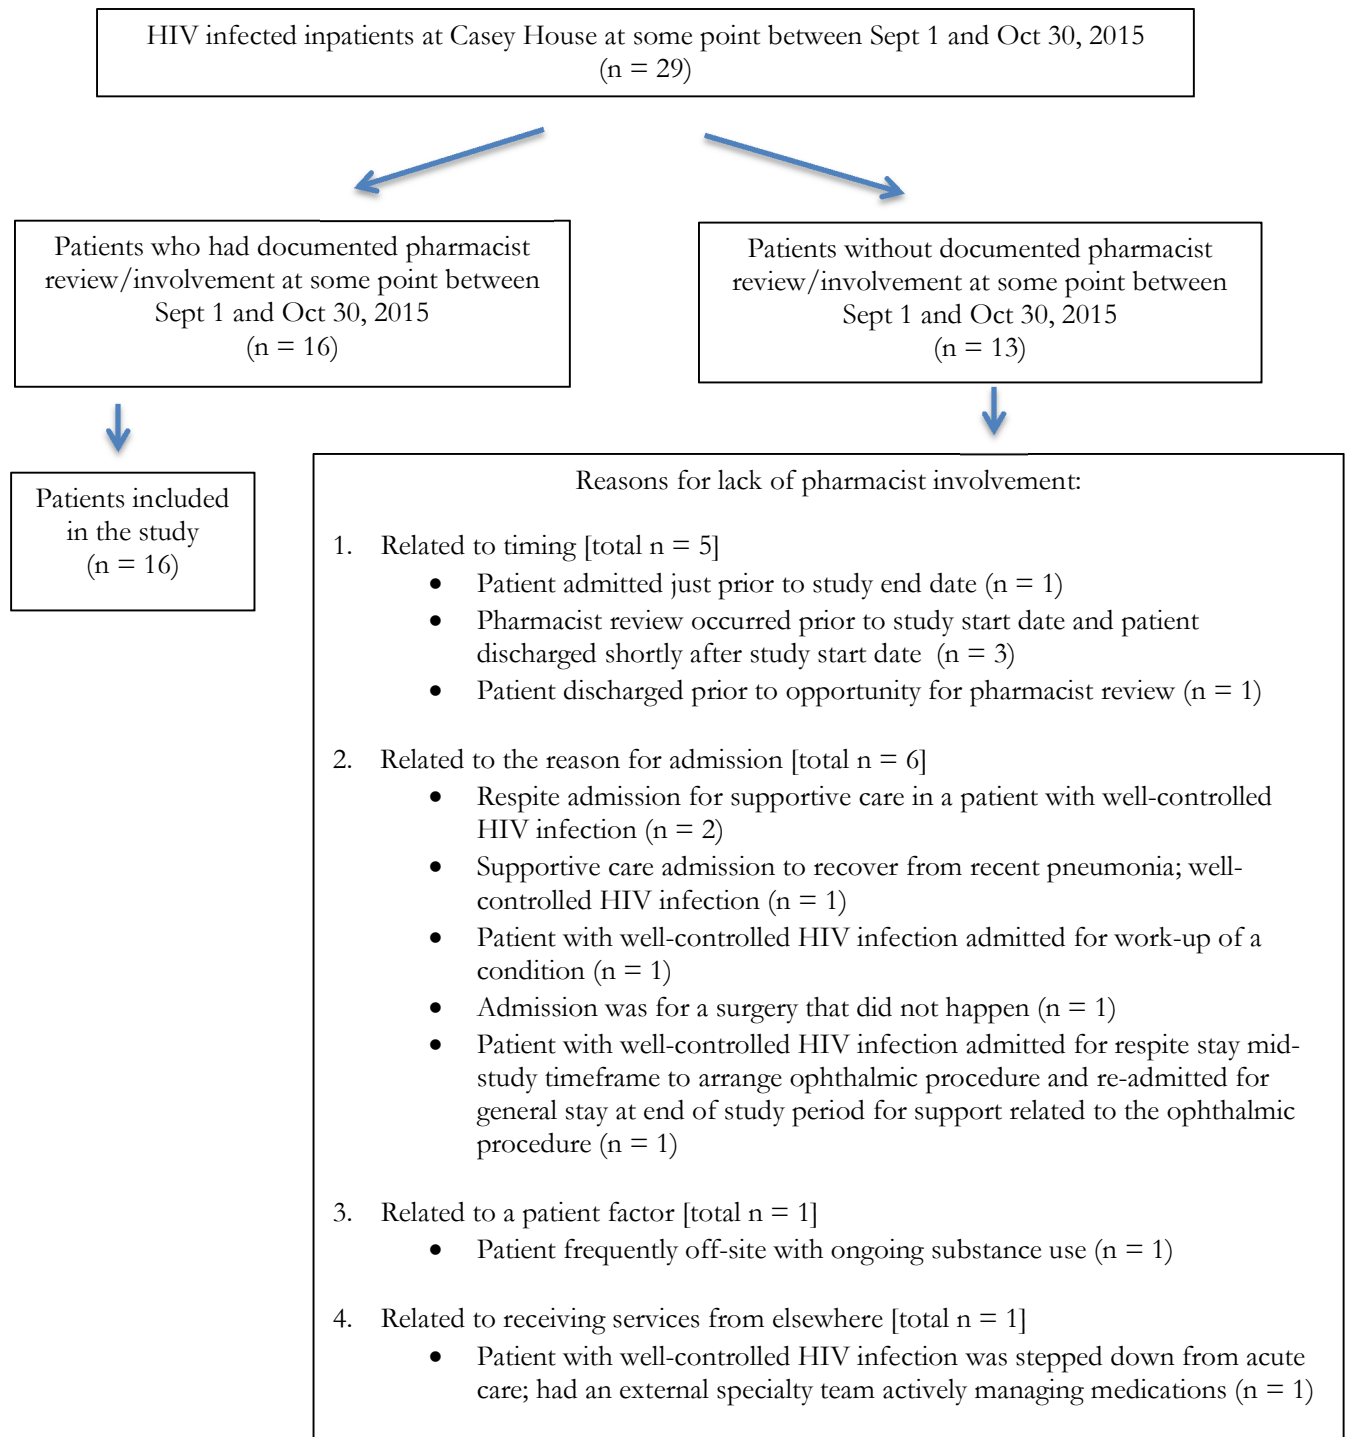 HIV infected inpatients at Casey House at some point between Sept 1 and Oct 30, 2015
(n = 29)
Patients who had documented pharmacist
review/involvement at some point between
Sept 1 and Oct 30, 2015
(n = 16)
Patients without documented pharmacist
review/involvement at some point between
Sept 1 and Oct 30, 2015
(n = 13)
Patients included
in the study
(n = 16)
Reasons for lack of pharmacist involvement:
1. Related to timing [total n = 5]
• Patient admitted just prior to study end date (n = 1)
• Pharmacist review occurred prior to study start date and patient
discharged shortly after study start date (n = 3)
• Patient discharged prior to opportunity for pharmacist review (n = 1)
2. Related to the reason for admission [total n = 6]
• Respite admission for supportive care in a patient with well-controlled
HIV infection (n = 2)
• Supportive care admission to recover from recent pneumonia; well-
controlled HIV infection (n = 1)
• Patient with well-controlled HIV infection admitted for work-up of a
condition (n = 1)
• Admission was for a surgery that did not happen (n = 1)
• Patient with well-controlled HIV infection admitted for respite stay mid-
study timeframe to arrange ophthalmic procedure and re-admitted for
general stay at end of study period for support related to the ophthalmic
procedure (n = 1)
3. Related to a patient factor [total n = 1]
• Patient frequently off-site with ongoing substance use (n = 1)
4. Related to receiving services from elsewhere [total n = 1]
• Patient with well-controlled HIV infection was stepped down from acute
care; had an external specialty team actively managing medications (n = 1)